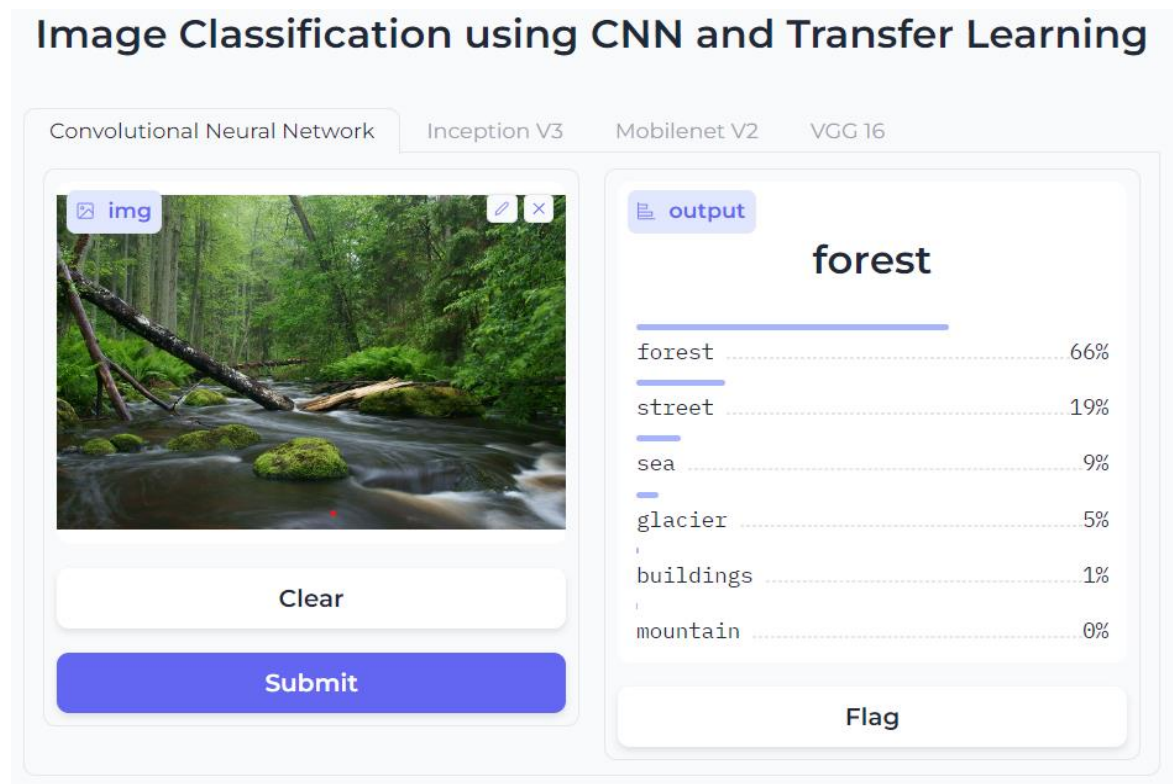 Image Classification using CNN and Transfer Learning
Convolutional Neural Network Inception V3 Mobilenet V2 VGG 16
img
output
forest
forest 66%
street 19%
sea 9%
glacier 5%
buildings 1%
mountain 0%
Clear
Submit
Flag